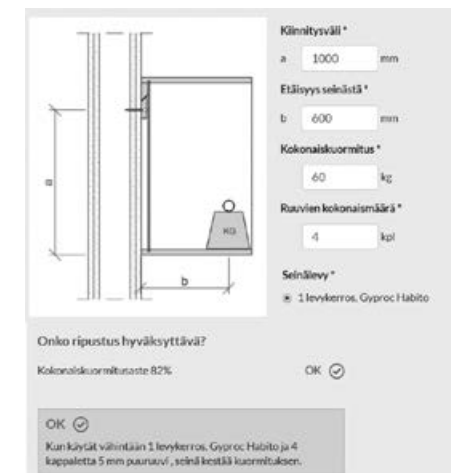 Kiinnitysväli *
a 1000 mm
Etäisyys seinästä *
b 600 mm
Kokonaiskuormitus *
60 kg
Ruuvien kokonaismäärä *
4 kpl
Seinälevy *
1 levykerros, Gyproc Habito
a
KG
b
Onko ripustus hyväksyttävä?
Kokonaiskuormitusaste 82% OK
OK
Kun käytät vähintään 1 levykerros, Gyproc Habito ja 4
kappaletta 5 mm puuruuvi , seinä kestää kuormituksen.